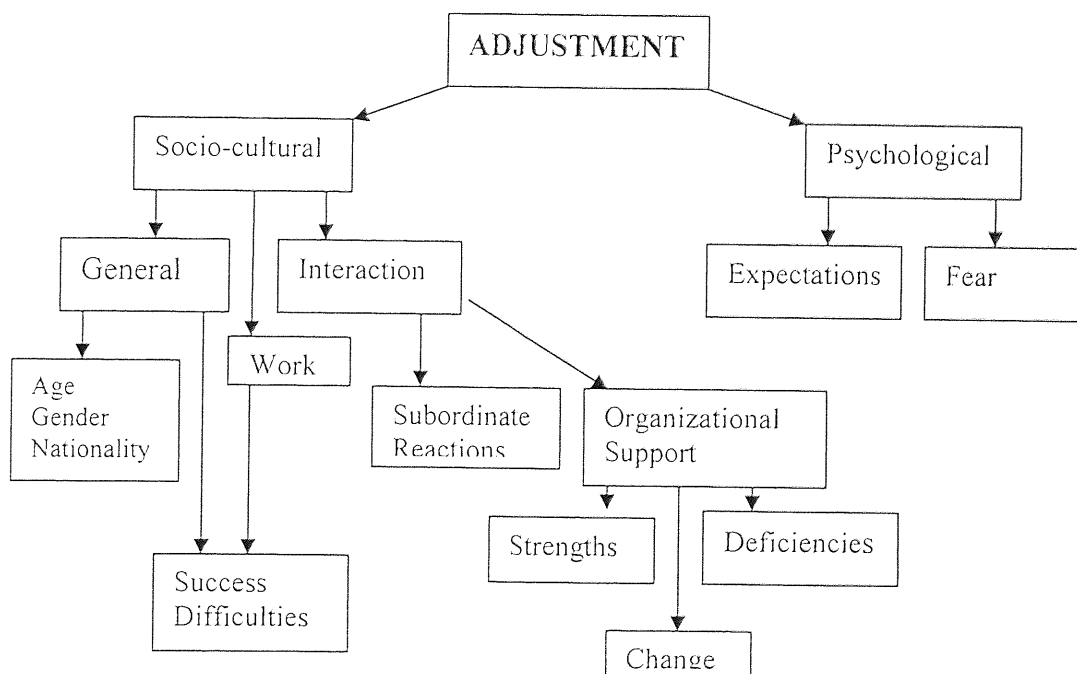 ADJUSTMENT
Socio-cultural
Psychological
General
Interaction
Expectations
Fear
Work
Age
Gender
Nationality
Subordinate
Reactions
Organizational
Support
Strengths
Deficiencies
Success
Difficulties
Change